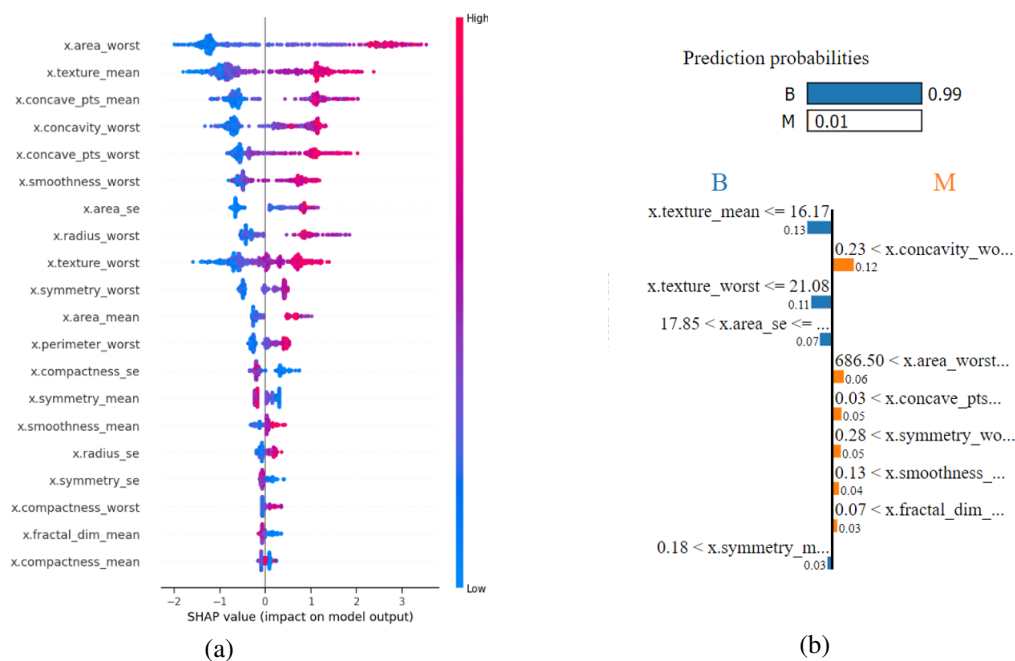 High
x.area_worst
x.texture_mean
x.concave_pts_mean
x.concavity_worst
x.concave_pts_worst
x.smoothness_worst
x.area_se
x.radius_worst
x.texture_worst
x.symmetry_worst
x.area_mean
x.perimeter_worst
x.compactness_se
x.symmetry_mean
x.smoothness_mean
x.radius_se
x.symmetry_se
x.compactness_worst
x.fractal_dim_mean
x.compactness_mean
Low
−2 −1 0 1 2 3
SHAP value (impact on model output)
(a)
Prediction probabilities
B 0.99
M 0.01
B M
x.texture_mean <= 16.17
0.13
0.23 < x.concavity_wo...
0.12
x.texture_worst <= 21.08
0.11
17.85 < x.area_se <= ...
0.07
686.50 < x.area_worst...
0.06
0.03 < x.concave_pts...
0.05
0.28 < x.symmetry_wo...
0.05
0.13 < x.smoothness_...
0.04
0.07 < x.fractal_dim_...
0.03
0.18 < x.symmetry_m...
0.03
(b)